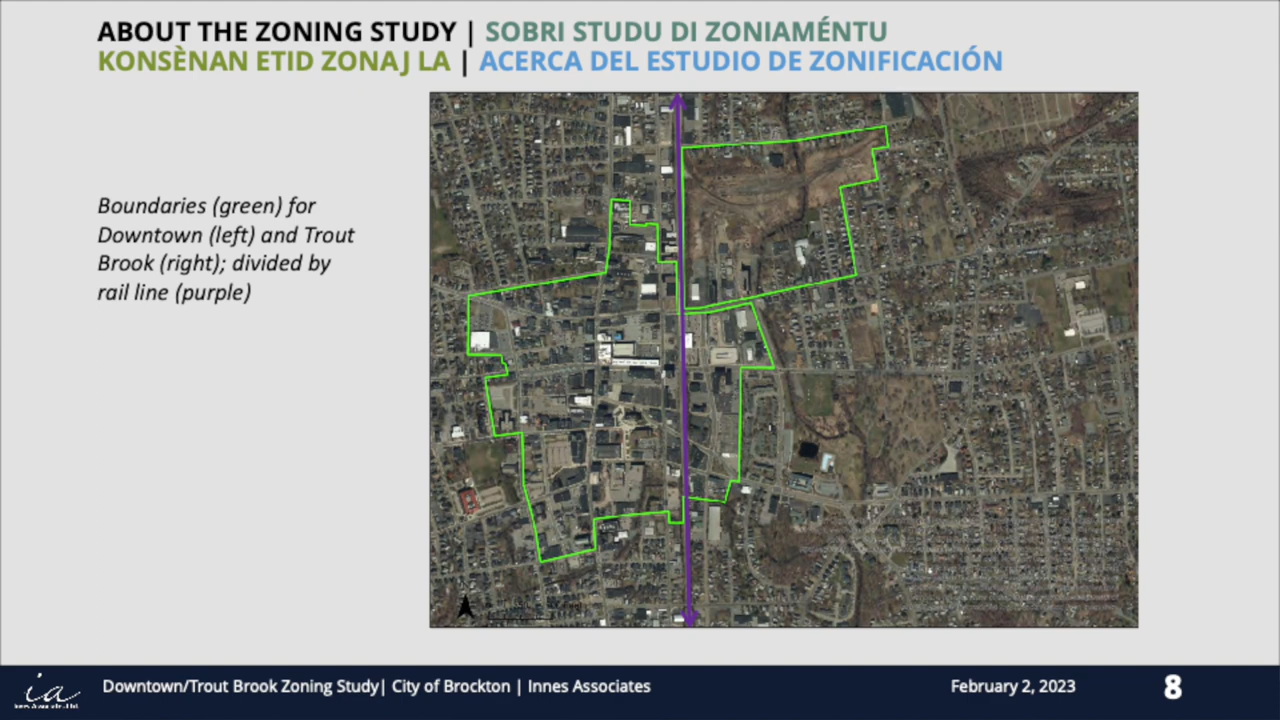 ABOUT THE ZONING STUDY | SOBRI STUDU DI ZONIAMÉNTU
KONSÈNAN ETID ZONAJ LA | ACERCA DEL ESTUDIO DE ZONIFICACIÓN
Boundaries (green) for
Downtown (left) and Trout
Brook (right); divided by
rail line (purple)
ia
Downtown/Trout Brook Zoning Study| City of Brockton | Innes Associates
February 2, 2023
8